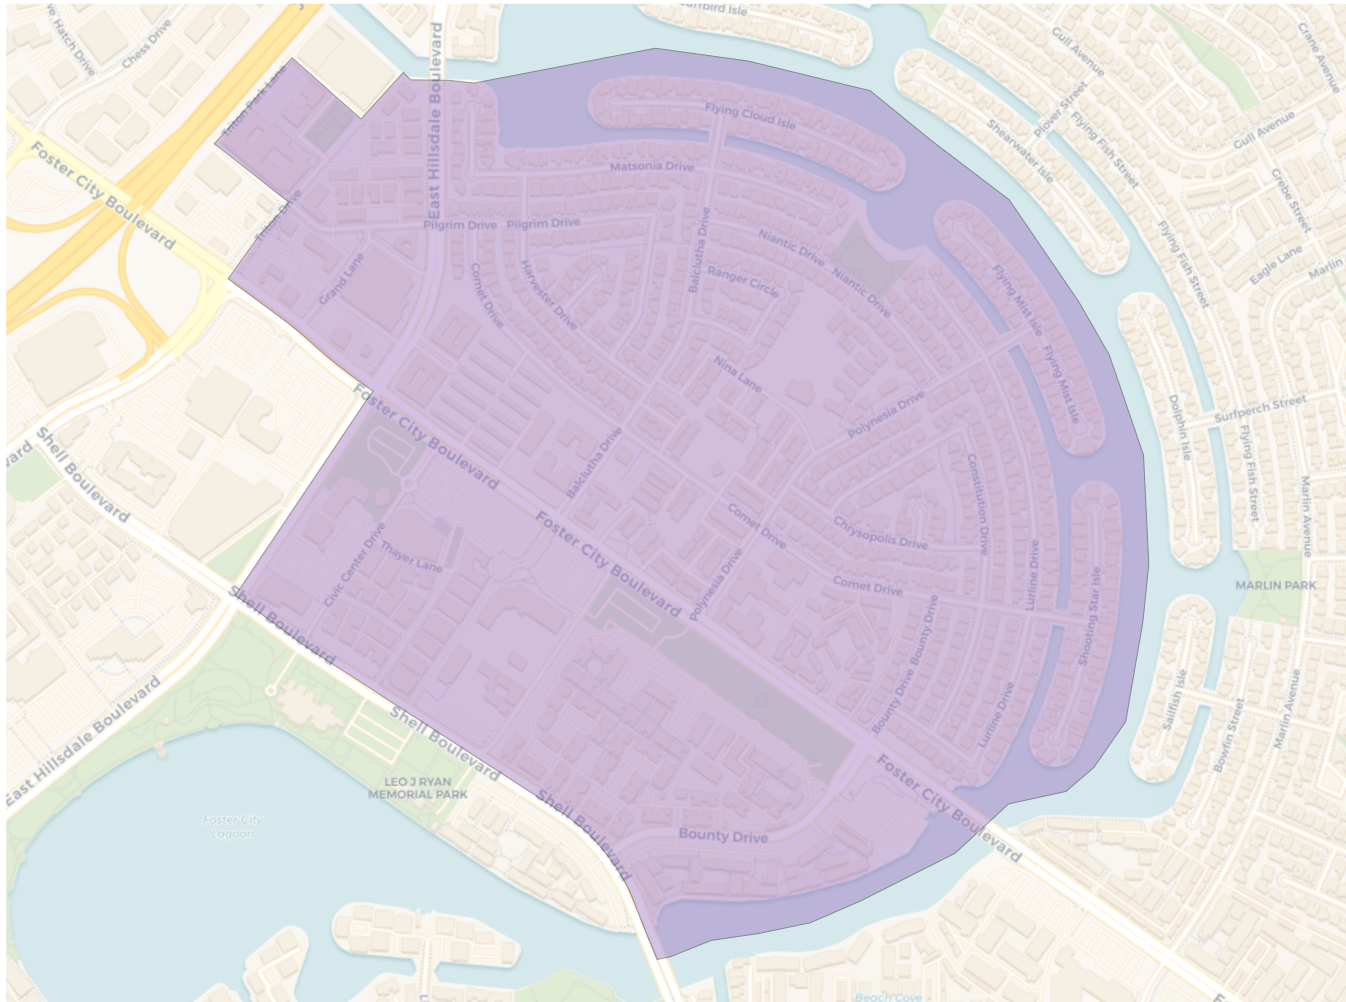 Hatch Drive
Chess Drive
Isle
Gull Avenue
Crane Avenue
Plover Street
Flying Fish Street
Gull Avenue
Shearwater Isle
Triton Park Lane
East Hillsdale Boulevard
Flying Cloud Isle
Foster City Boulevard
Matsonia Drive
Grebe Street
Triton Drive
Pilgrim Drive
Pilgrim Drive
Balclutha Drive
Niantic Drive
Flying Fish Street
Eagle Lane
Marlin
Grand Lane
Comet Drive
Harvester Drive
Ranger Circle
Niantic Drive
Flying Mist Isle
Nina Lane
Flying Mist Isle
Foster City Boulevard
Polynesia Drive
Dolphin Isle
Surfperch Street
Shell Boulevard
Balclutha Drive
Flying Fish Street
Marlin Avenue
Constitution Drive
Foster City Boulevard
Comet Drive
Chrysopolis Drive
Civic Center Drive
Thayer Lane
Polynesia Drive
Comet Drive
Lurline Drive
MARLIN PARK
Shell Boulevard
Bounty Drive
Shooting Star Isle
East Hillsdale Boulevard
Bounty Drive
Lurline Drive
Sailfish Isle
Bowfin Street
Marlin Avenue
Shell Boulevard
LEO J RYAN
MEMORIAL PARK
Foster City Boulevard
Foster City
Lagoon
Shell Boulevard
Bounty Drive
Beach Cove